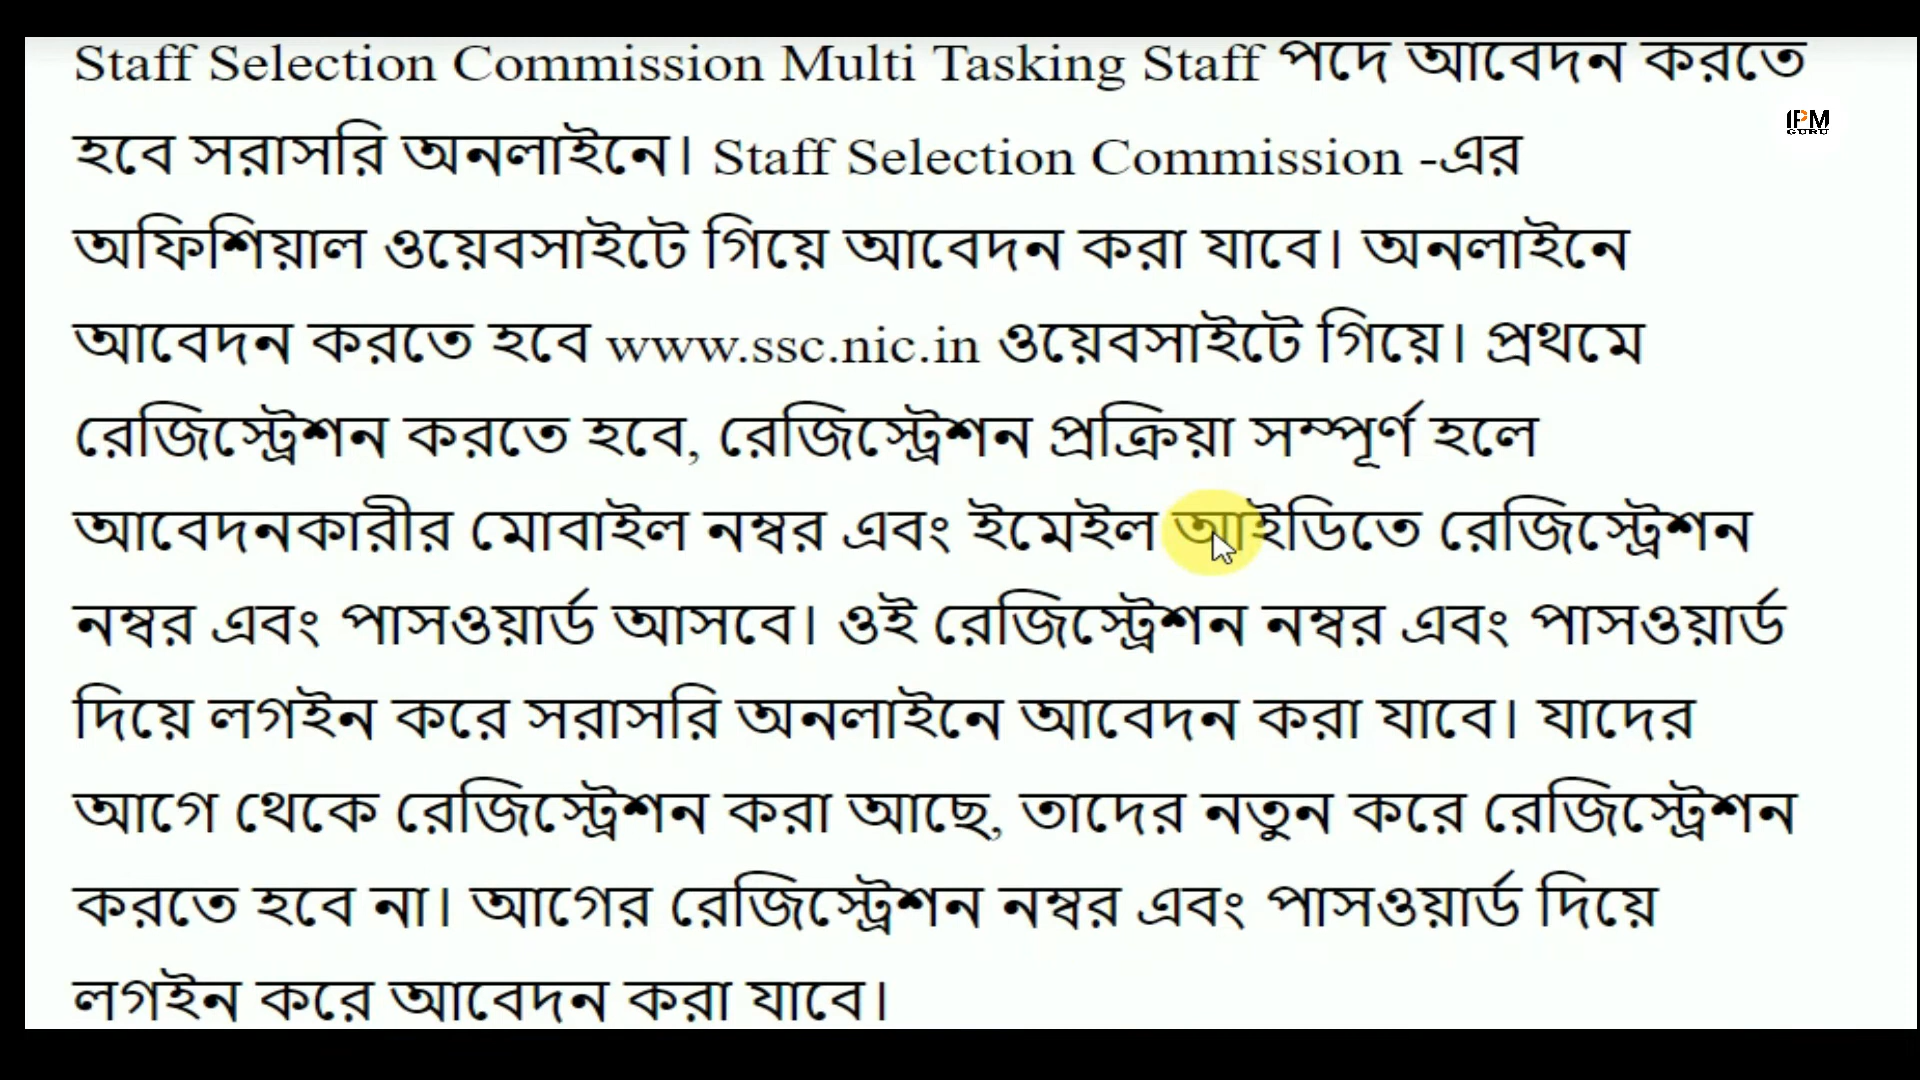 Staff Selection Commission Multi Tasking Staff পদে আবেদন করতে
হবে সরাসরি অনলাইনে। Staff Selection Commission -এর
IPM
GURU
অফিশিয়াল ওয়েবসাইটে গিয়ে আবেদন করা যাবে। অনলাইনে
আবেদন করতে হবে www.ssc.nic.in ওয়েবসাইটে গিয়ে। প্রথমে
রেজিস্ট্রেশন করতে হবে, রেজিস্ট্রেশন প্রক্রিয়া সম্পূর্ণ হলে
আবেদনকারীর মোবাইল নম্বর এবং ইমেইল আইডিতে রেজিস্ট্রেশন
নম্বর এবং পাসওয়ার্ড আসবে। ওই রেজিস্ট্রেশন নম্বর এবং পাসওয়ার্ড
দিয়ে লগইন করে সরাসরি অনলাইনে আবেদন করা যাবে। যাদের
আগে থেকে রেজিস্ট্রেশন করা আছে, তাদের নতুন করে রেজিস্ট্রেশন
করতে হবে না। আগের রেজিস্ট্রেশন নম্বর এবং পাসওয়ার্ড দিয়ে
লগইন করে আবেদন করা যাবে।